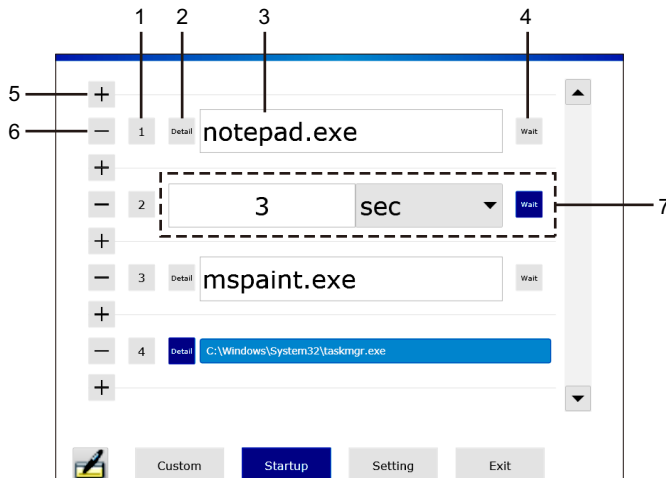 1 2 3 4
5 +
6 − 1 Detail notepad.exe Wait
+
− 2 3 sec Wait 7
+
− 3 Detail mspaint.exe Wait
+
− 4 Detail C:\Windows\System32\taskmgr.exe
+
Custom Startup Setting Exit